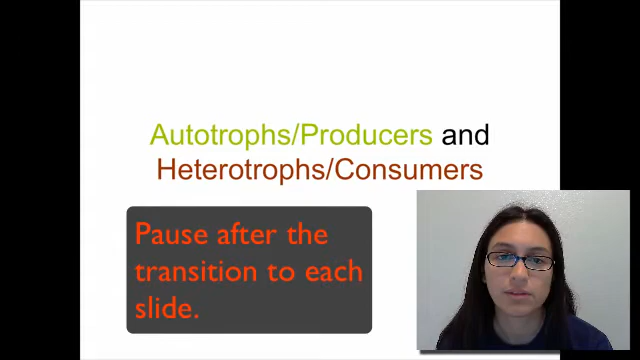 Autotrophs/Producers and
Heterotrophs/Consumers
Pause after the
transition to each
slide.